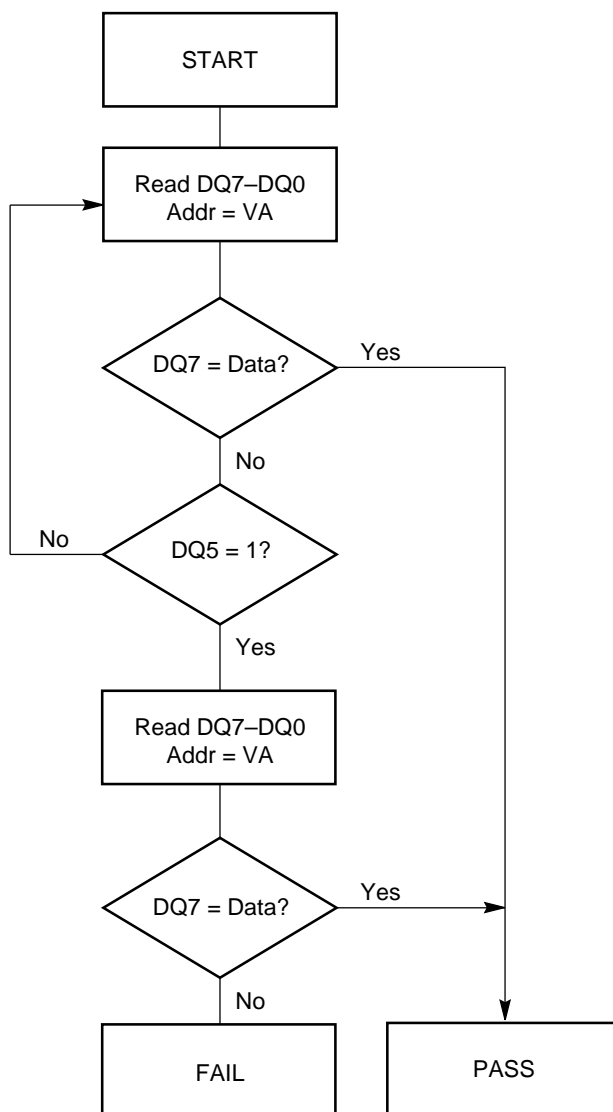 START
Read DQ7–DQ0
Addr = VA
DQ7 = Data?
Yes
No
No
DQ5 = 1?
Yes
Read DQ7–DQ0
Addr = VA
DQ7 = Data?
Yes
No
FAIL
PASS